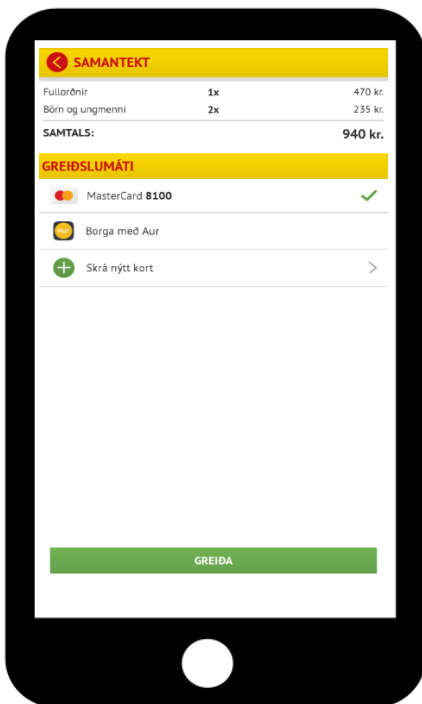 SAMANTEKT
Fullorðnir 1x 470 kr.
Börn og ungmenni 2x 235 kr.
SAMTALS: 940 kr.
GREIÐSLUMÁTI
MasterCard 8100
Borga með Aur
Skrá nýtt kort
GREIÐA